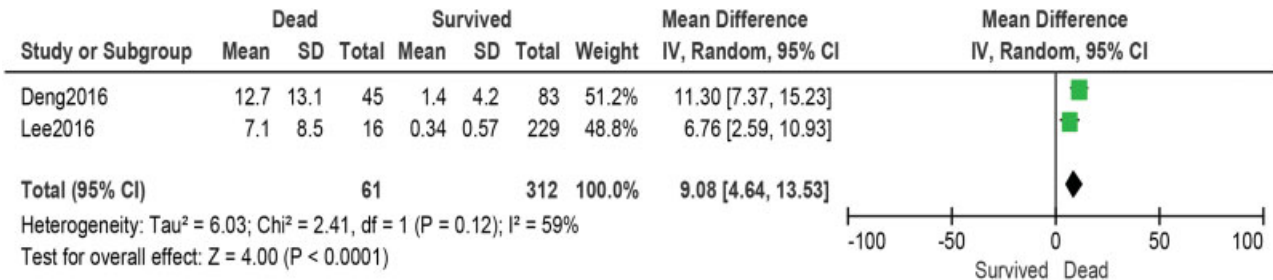 Dead Survived Mean Difference Mean Difference
Study or Subgroup Mean SD Total Mean SD Total Weight IV, Random, 95% CI IV, Random, 95% CI
Deng2016 12.7 13.1 45 1.4 4.2 83 51.2% 11.30 [7.37, 15.23]
Lee2016 7.1 8.5 16 0.34 0.57 229 48.8% 6.76 [2.59, 10.93]
Total (95% CI) 61 312 100.0% 9.08 [4.64, 13.53]
Heterogeneity: Tau² = 6.03; Chi² = 2.41, df = 1 (P = 0.12); I² = 59%
Test for overall effect: Z = 4.00 (P < 0.0001)
-100 -50 0 50 100
Survived Dead